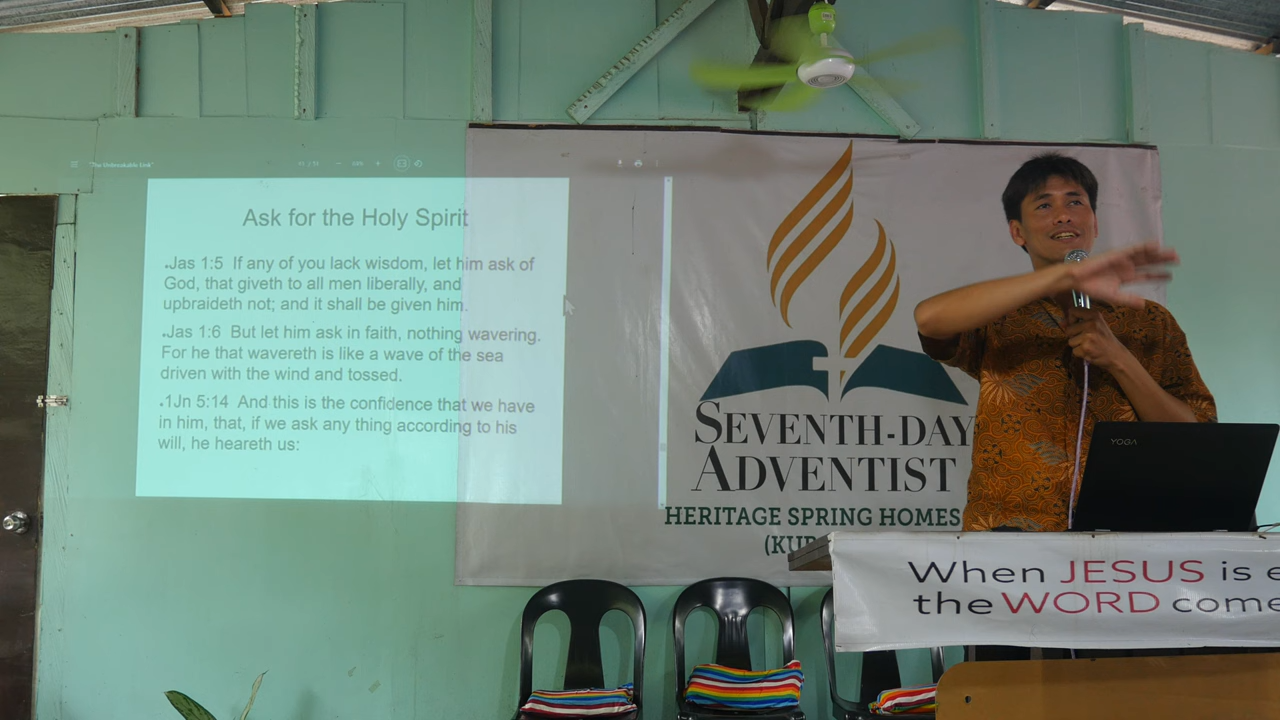 "The Unbreakable Link"
Ask for the Holy Spirit
Jas 1:5 If any of you lack wisdom, let him ask of
God, that giveth to all men liberally, and
upbraideth not; and it shall be given him.
Jas 1:6 But let him ask in faith, nothing wavering.
For he that wavereth is like a wave of the sea
driven with the wind and tossed.
1Jn 5:14 And this is the confidence that we have
in him, that, if we ask any thing according to his
will, he heareth us:
SEVENTH-DAY
ADVENTIST
HERITAGE SPRING HOMES
(KUB
YOGA
When JESUS is e
the WORD come